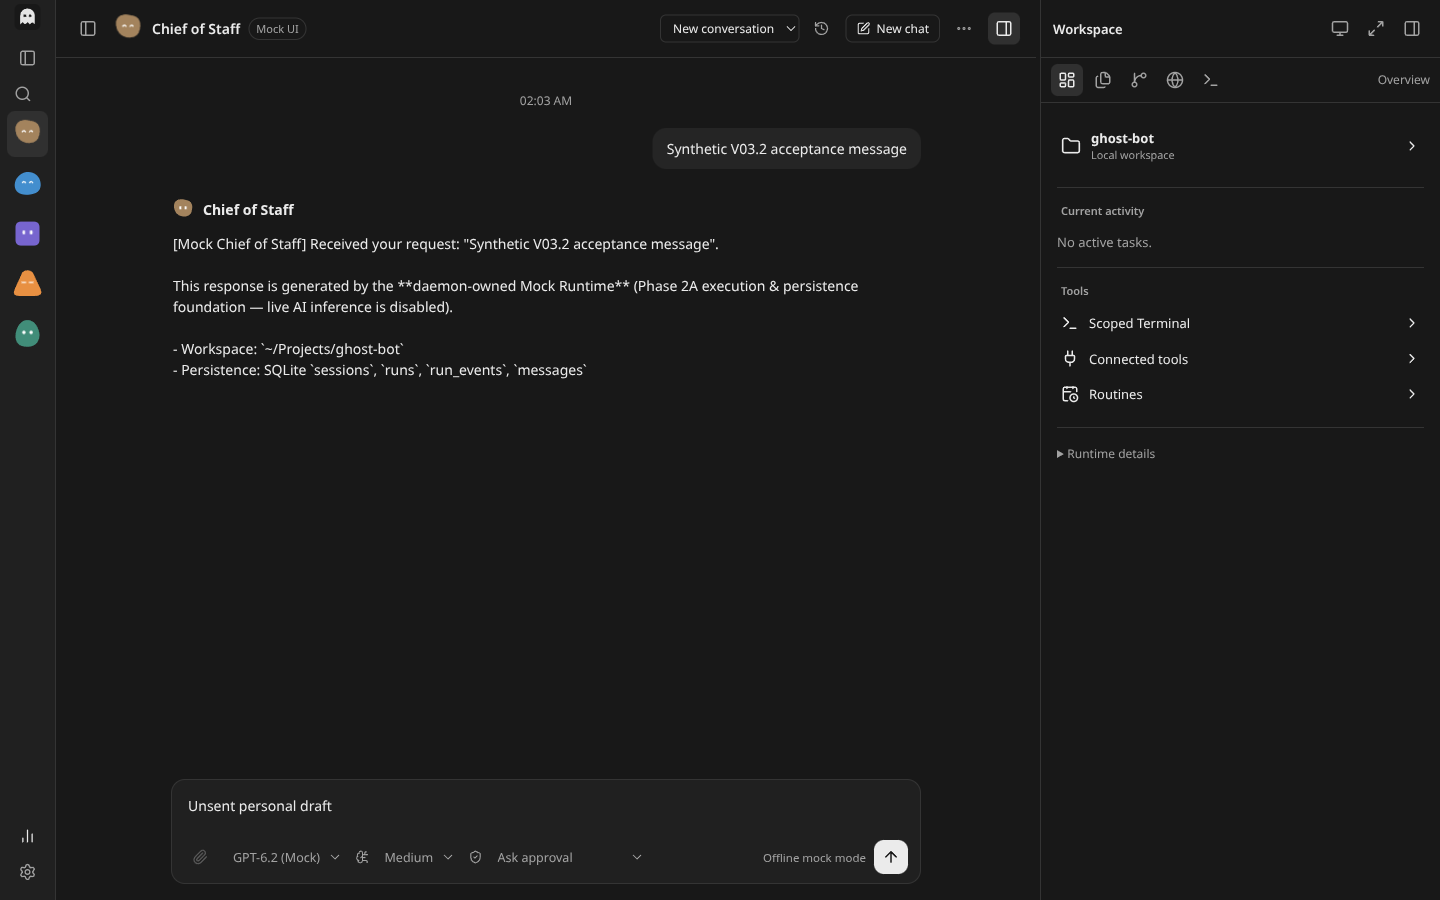 Chief of Staff
Mock UI
New conversation
New chat
Workspace
Overview
02:03 AM
Synthetic V03.2 acceptance message
Chief of Staff
[Mock Chief of Staff] Received your request: "Synthetic V03.2 acceptance message".
This response is generated by the **daemon-owned Mock Runtime** (Phase 2A execution & persistence
foundation — live AI inference is disabled).
- Workspace: `~/Projects/ghost-bot`
- Persistence: SQLite `sessions`, `runs`, `run_events`, `messages`
Unsent personal draft
GPT-6.2 (Mock)
Medium
Ask approval
Offline mock mode
ghost-bot
Local workspace
Current activity
No active tasks.
Tools
Scoped Terminal
Connected tools
Routines
Runtime details